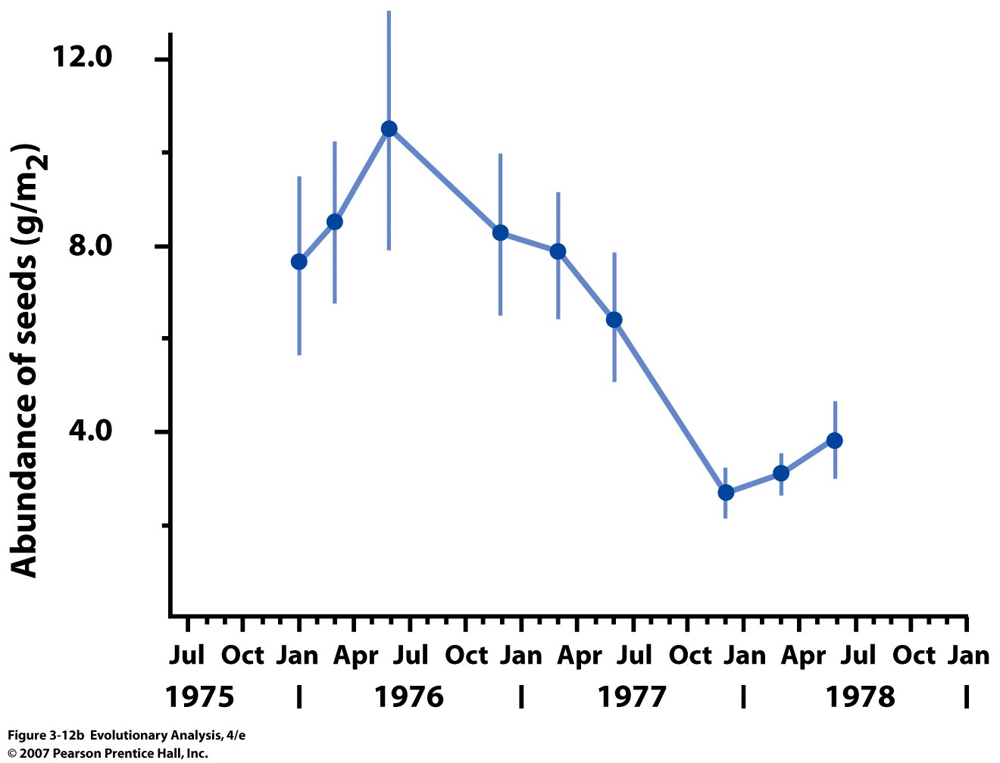 Abundance of seeds (g/m2)
12.0
8.0
4.0
Jul Oct Jan Apr Jul Oct Jan Apr Jul Oct Jan Apr Jul Oct Jan
1975 | 1976 | 1977 | 1978 |
Figure 3-12b Evolutionary Analysis, 4/e
© 2007 Pearson Prentice Hall, Inc.